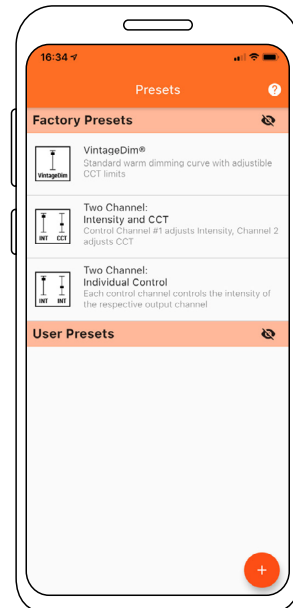 16:34
Presets
?
Factory Presets
VintageDim®
Standard warm dimming curve with adjustible
CCT limits
VintageDim
Two Channel:
Intensity and CCT
Control Channel #1 adjusts Intensity, Channel 2
adjusts CCT
INT CCT
Two Channel:
Individual Control
Each control channel controls the intensity of
the respective output channel
INT INT
User Presets
+